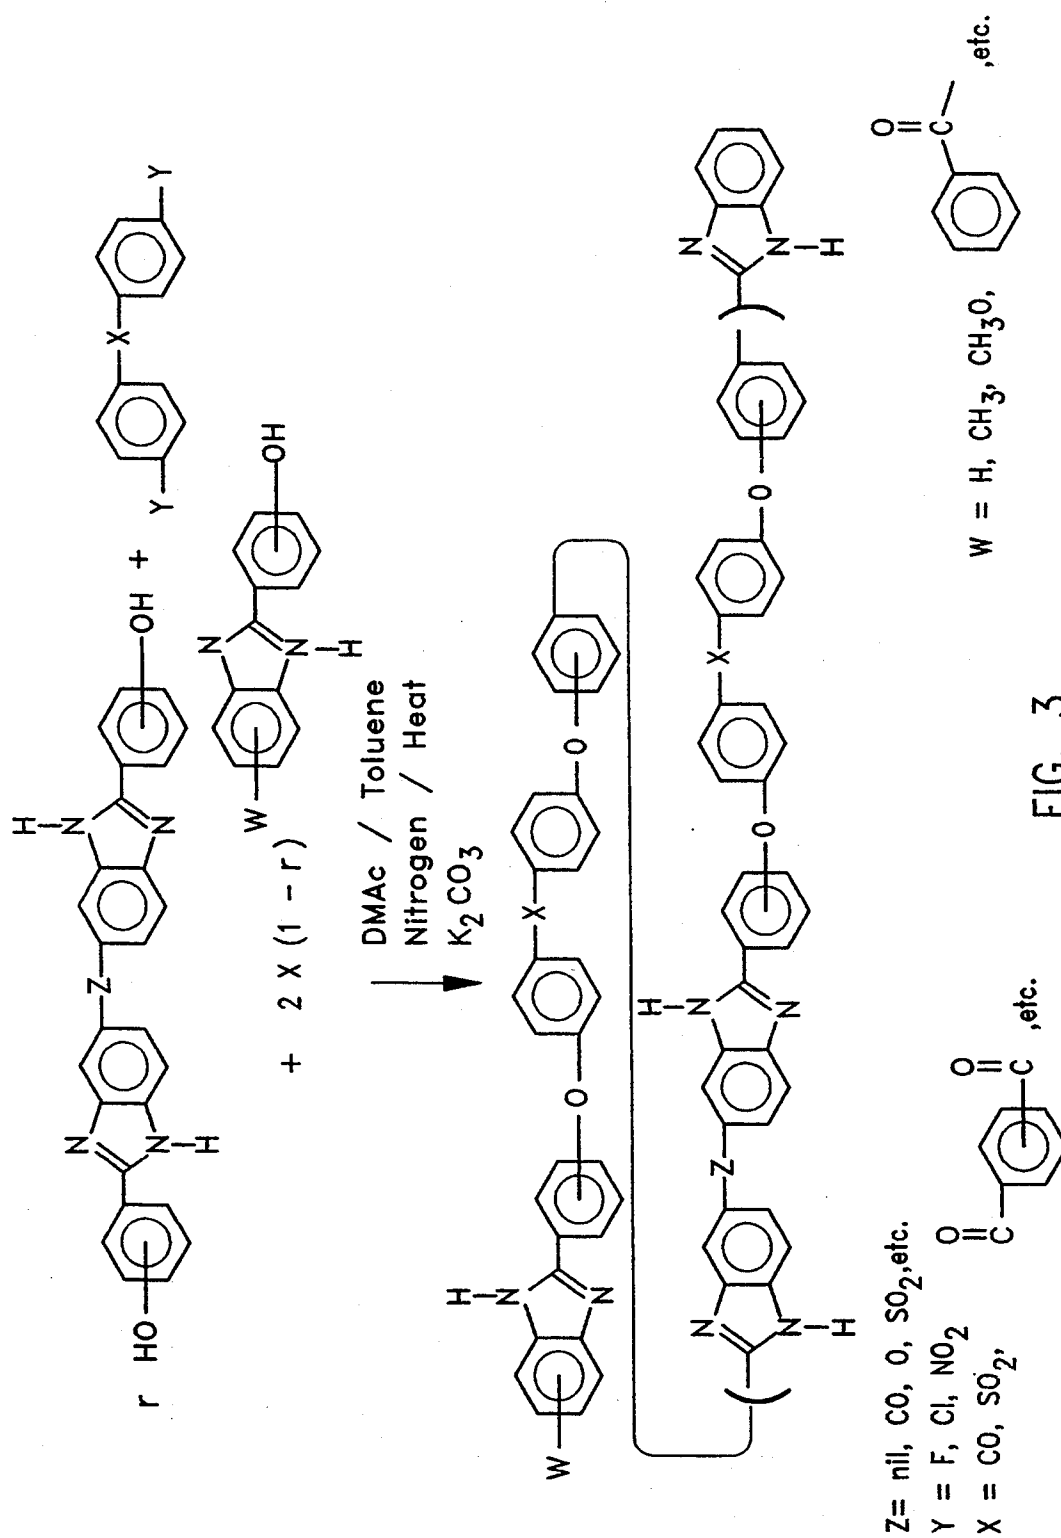 r HO N N H Z H N N OH + Y X Y
+ 2 X (1 - r) W N N H OH
DMAc / Toluene
Nitrogen / Heat
K2CO3
W H N N O X O
( N N H Z H N N O X O ) N N H
Z= nil, CO, O, SO2,etc.
Y = F, Cl, NO2
X = CO, SO2, O C O C ,etc.
W = H, CH3, CH3O, O C ,etc.
FIG. 3